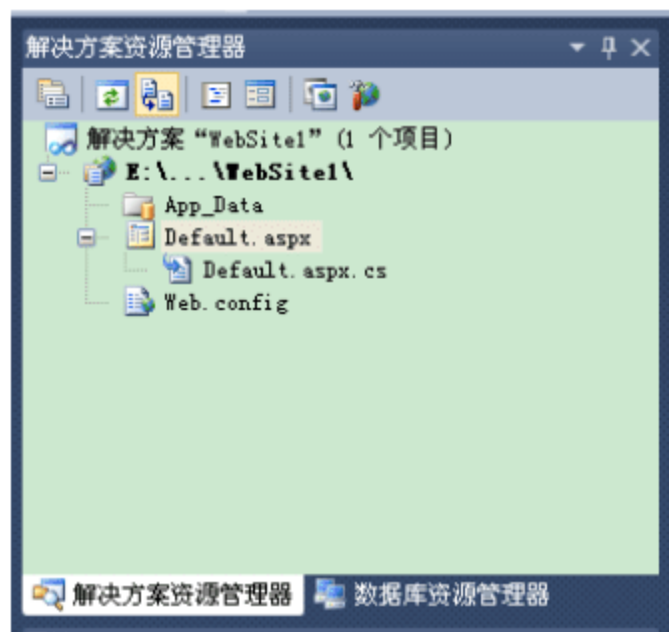 解决方案资源管理器
解决方案 “WebSite1” (1 个项目)
E:\...\WebSite1\
App_Data
Default.aspx
Default.aspx.cs
Web.config
解决方案资源管理器 数据库资源管理器